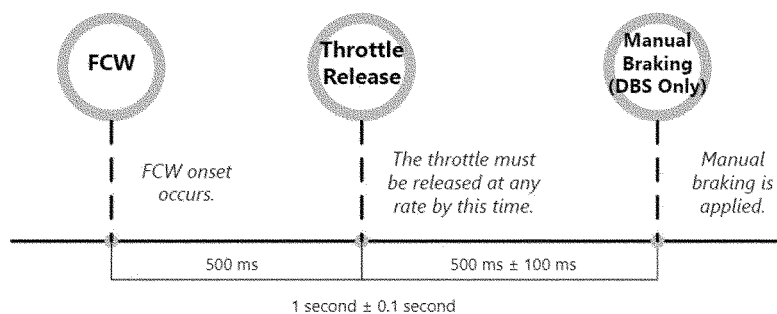 FCW
Throttle
Release
Manual
Braking
(DBS Only)
FCW onset
occurs.
The throttle must
be released at any
rate by this time.
Manual
braking is
applied.
500 ms
500 ms ± 100 ms
1 second ± 0.1 second